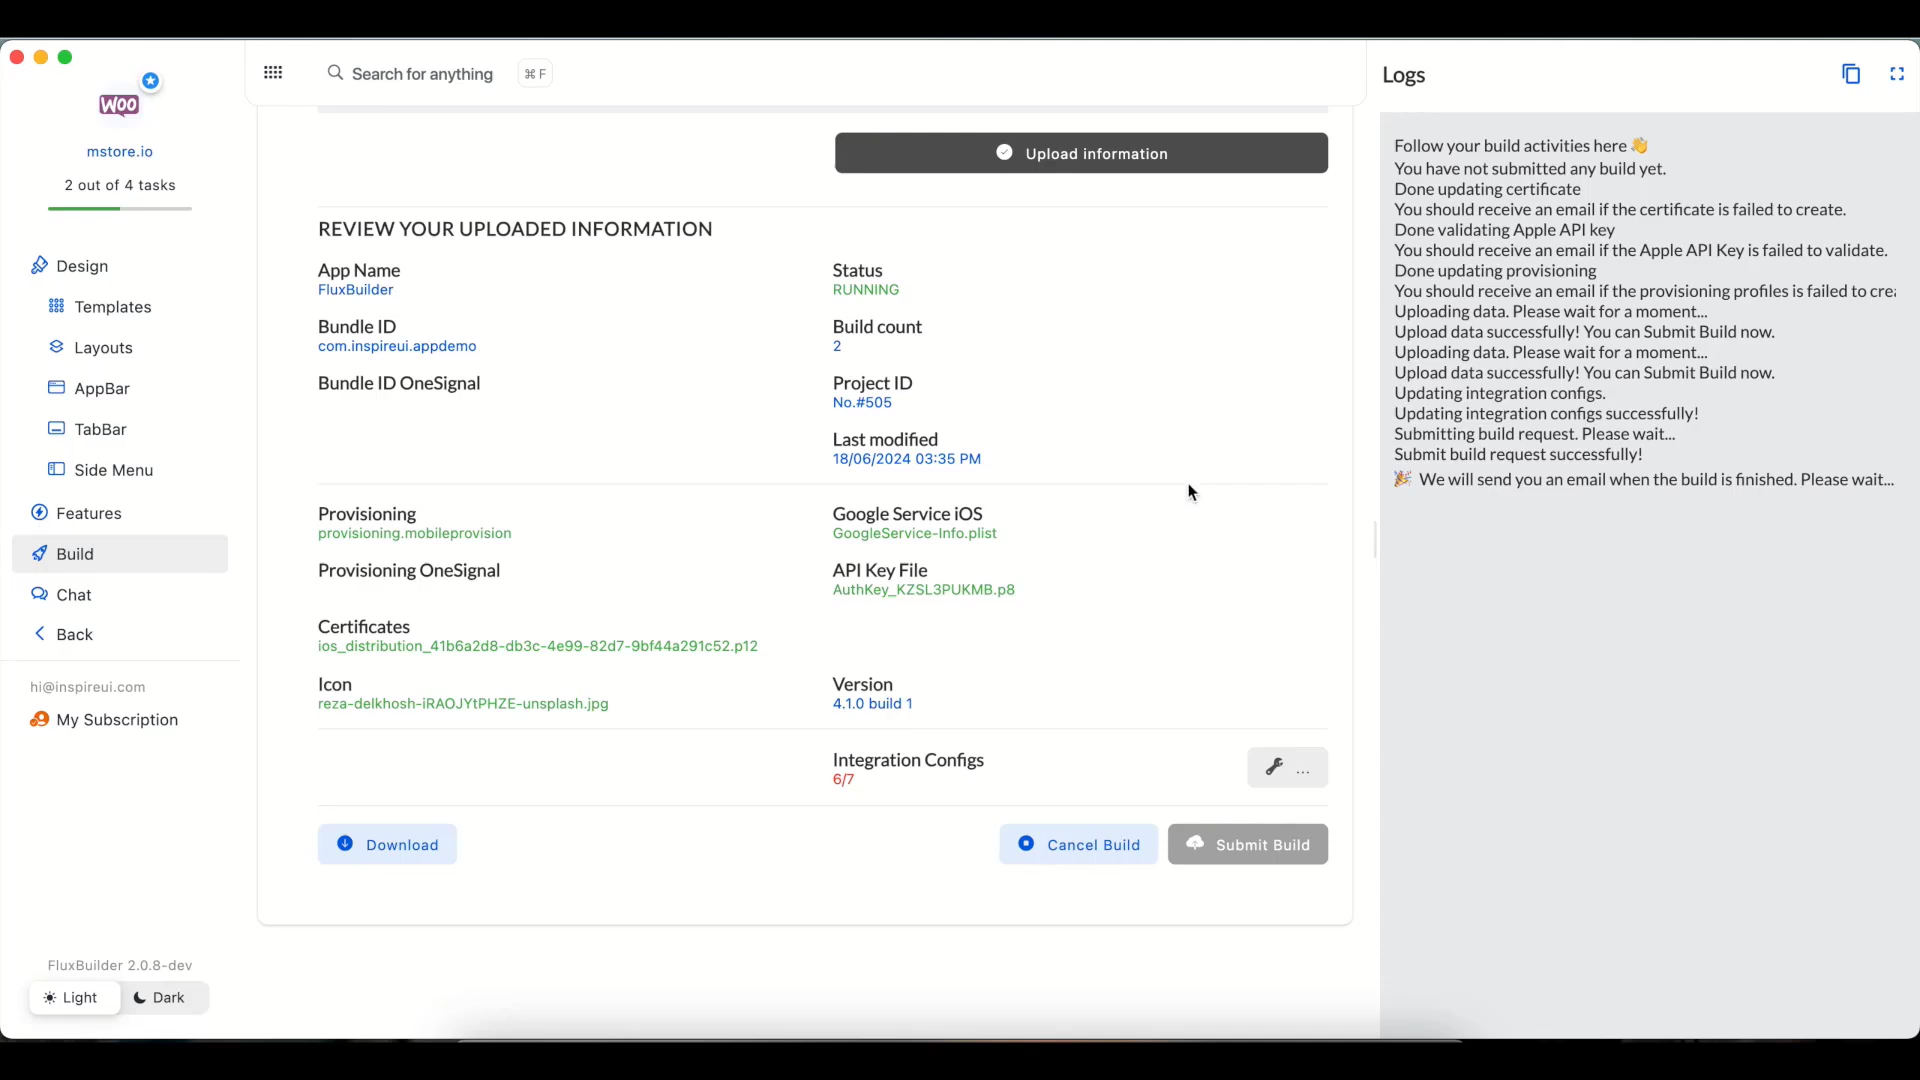 WOO
mstore.io
2 out of 4 tasks
Design
Templates
Layouts
AppBar
TabBar
Side Menu
Features
Build
Chat
Back
hi@inspireui.com
My Subscription
FluxBuilder 2.0.8-dev
Light
Dark
Search for anything
⌘ F
Upload information
REVIEW YOUR UPLOADED INFORMATION
App Name
FluxBuilder
Status
RUNNING
Bundle ID
com.inspireui.appdemo
Build count
2
Bundle ID OneSignal
Project ID
No.#505
Last modified
18/06/2024 03:35 PM
Provisioning
provisioning.mobileprovision
Google Service iOS
GoogleService-Info.plist
Provisioning OneSignal
API Key File
AuthKey_KZSL3PUKMB.p8
Certificates
ios_distribution_41b6a2d8-db3c-4e99-82d7-9bf44a291c52.p12
Icon
reza-delkhosh-iRAOJYtPHZE-unsplash.jpg
Version
4.1.0 build 1
Integration Configs
6/7
...
Download
Cancel Build
Submit Build
Logs
Follow your build activities here 👋
You have not submitted any build yet.
Done updating certificate
You should receive an email if the certificate is failed to create.
Done validating Apple API key
You should receive an email if the Apple API Key is failed to validate.
Done updating provisioning
You should receive an email if the provisioning profiles is failed to crea
Uploading data. Please wait for a moment...
Upload data successfully! You can Submit Build now.
Uploading data. Please wait for a moment...
Upload data successfully! You can Submit Build now.
Updating integration configs.
Updating integration configs successfully!
Submitting build request. Please wait...
Submit build request successfully!
🎉 We will send you an email when the build is finished. Please wait...